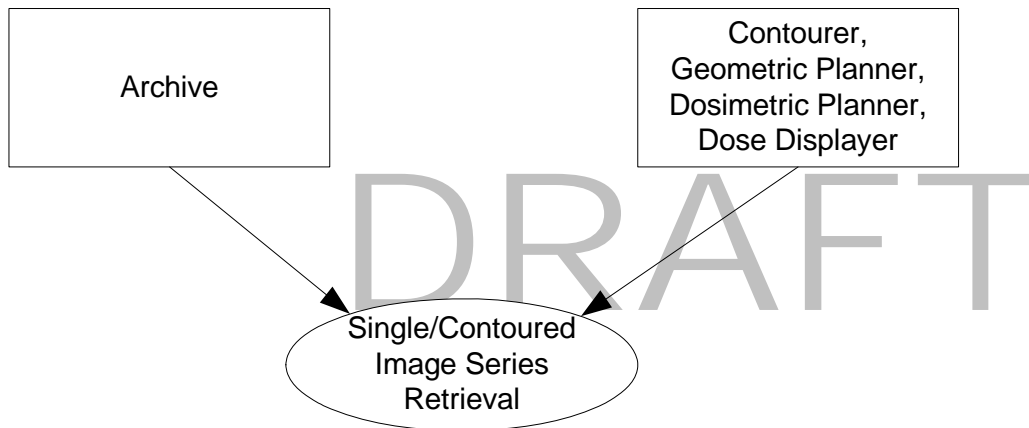 Archive
Contourer,
Geometric Planner,
Dosimetric Planner,
Dose Displayer
DRAFT
Single/Contoured
Image Series
Retrieval